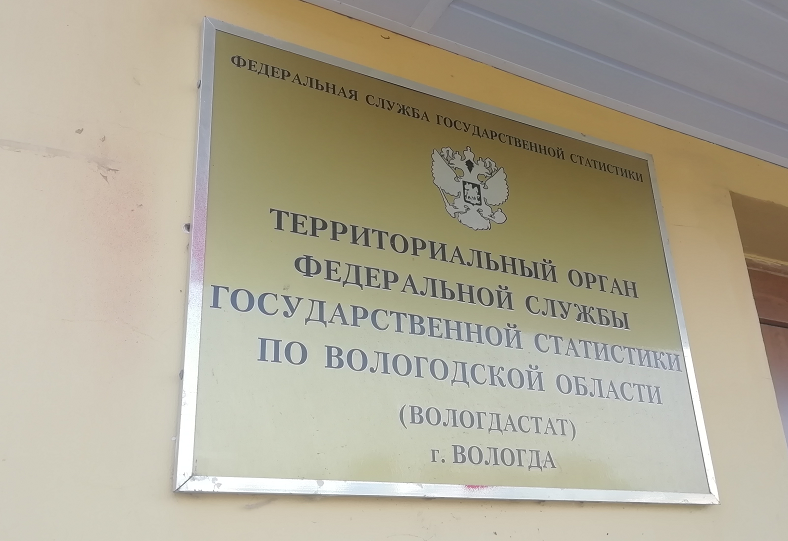 ФЕДЕРАЛЬНАЯ СЛУЖБА ГОСУДАРСТВЕННОЙ СТАТИСТИКИ
ТЕРРИТОРИАЛЬНЫЙ ОРГАН
ФЕДЕРАЛЬНОЙ СЛУЖБЫ
ГОСУДАРСТВЕННОЙ СТАТИСТИКИ
ПО ВОЛОГОДСКОЙ ОБЛАСТИ
(ВОЛОГДАСТАТ)
г. ВОЛОГДА